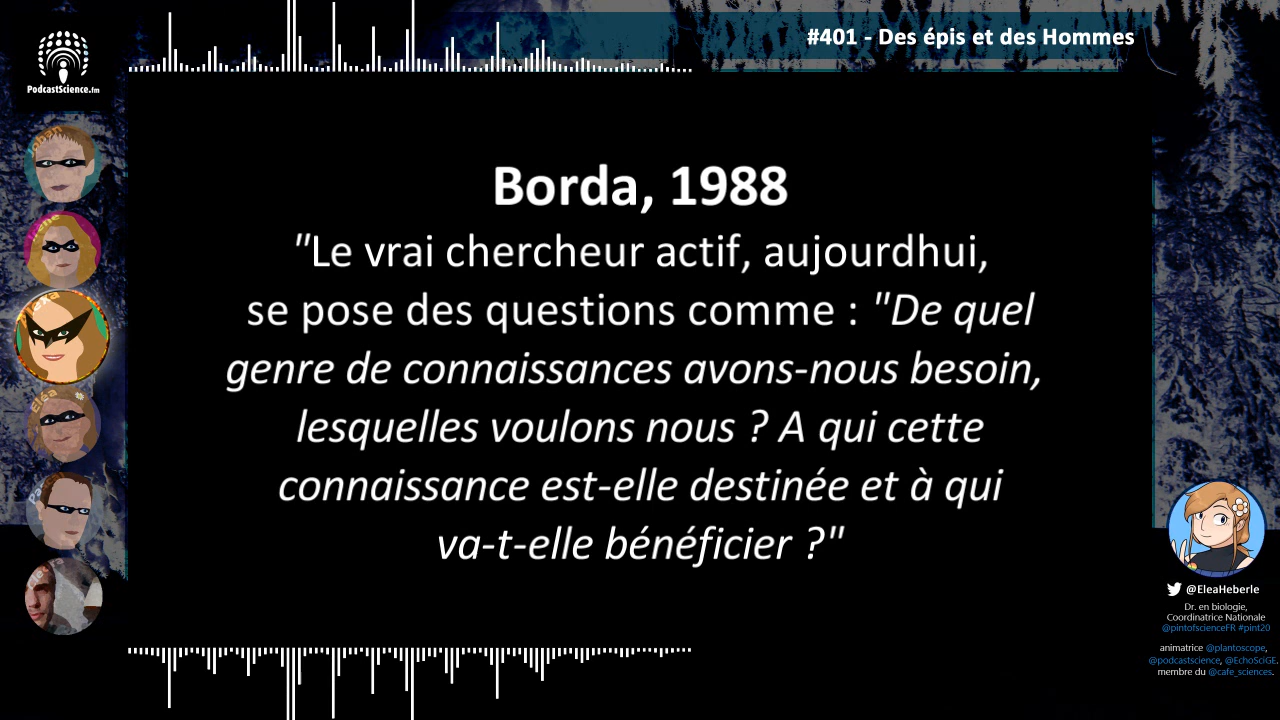 PodcastScience.fm
#401 - Des épis et des Hommes
Borda, 1988
"Le vrai chercheur actif, aujourdhui,
se pose des questions comme : "De quel
genre de connaissances avons-nous besoin,
lesquelles voulons nous ? A qui cette
connaissance est-elle destinée et à qui
va-t-elle bénéficier ?"
Eléa
@EleaHeberle
Dr. en biologie,
Coordinatrice Nationale
@pintofscienceFR #pint20
animatrice @plantoscope,
@podcastscience, @EchoSciGE.
membre du @cafe_sciences.